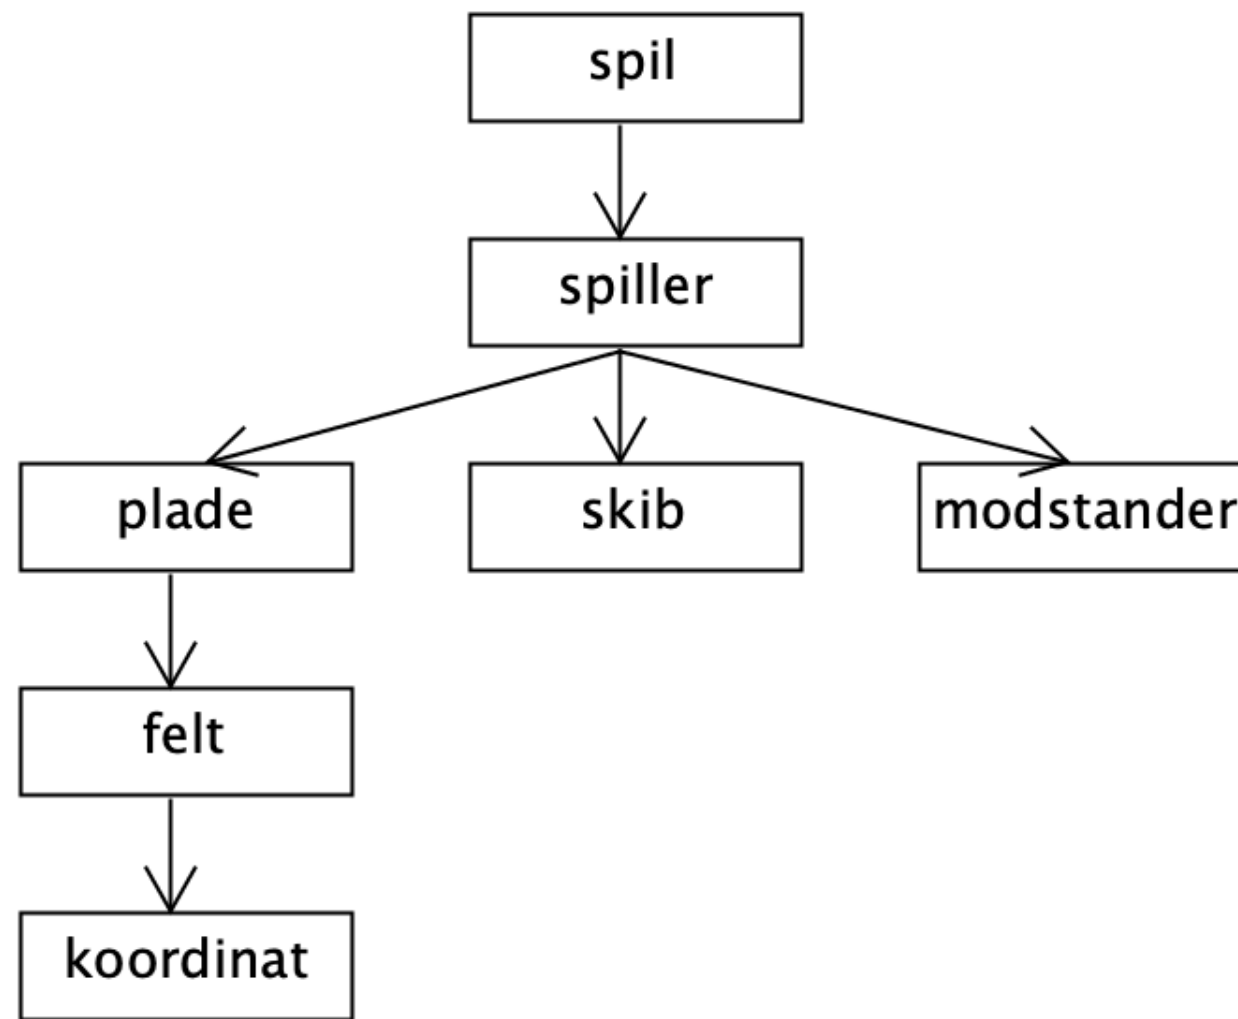 spil
spiller
plade
skib
modstander
felt
koordinat